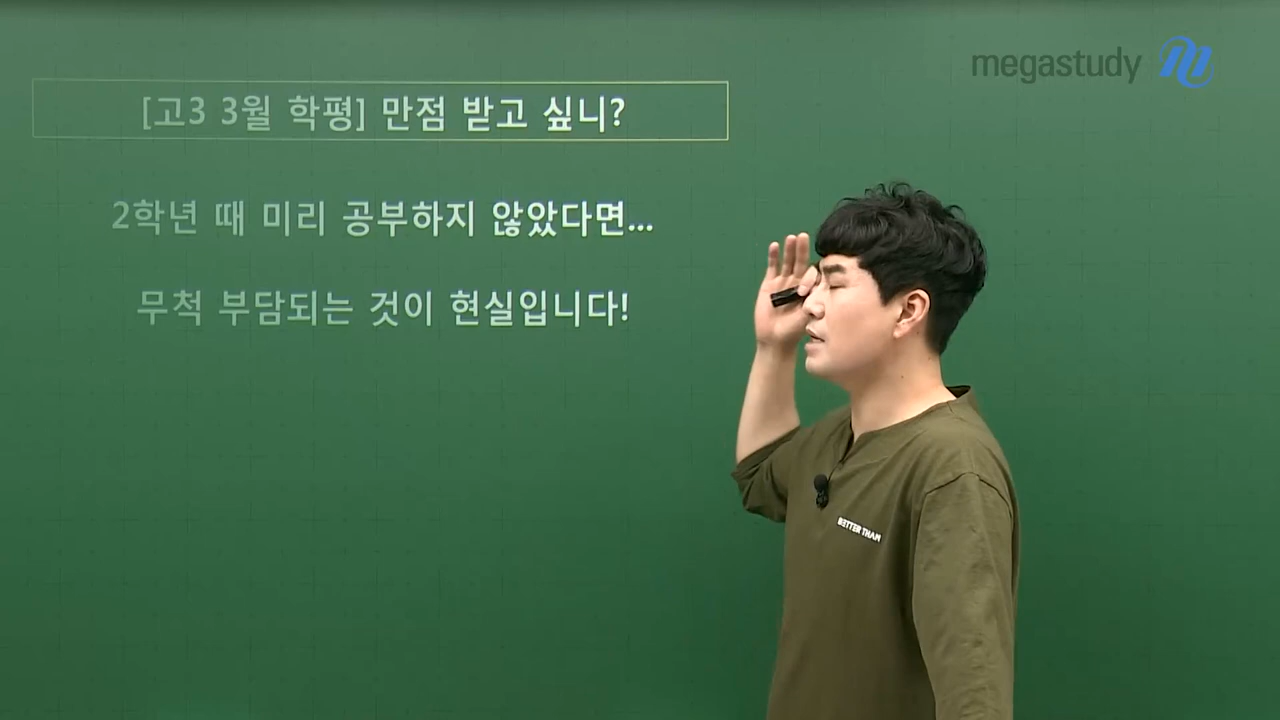 megastudy
[고3 3월 학평] 만점 받고 싶니?
2학년 때 미리 공부하지 않았다면...
무척 부담되는 것이 현실입니다!
BETTER THAN